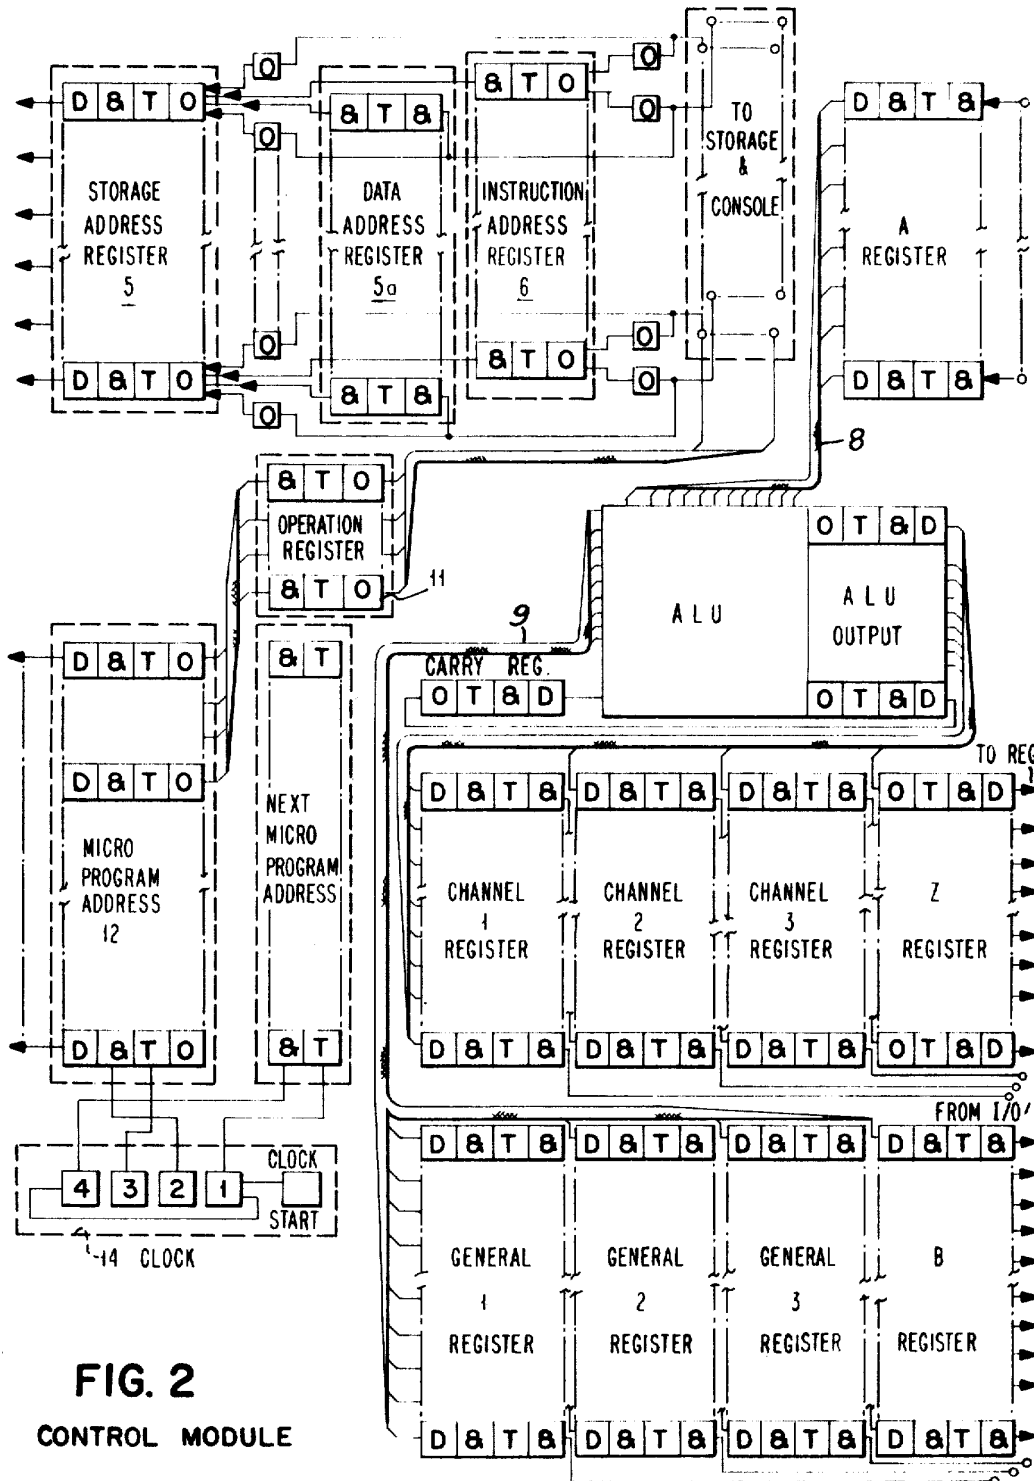 O
O
O
D & T O
& T &
& T O
O
O
TO
STORAGE
&
CONSOLE
D & T &
STORAGE
ADDRESS
REGISTER
5
DATA
ADDRESS
REGISTER
5a
INSTRUCTION
ADDRESS
REGISTER
6
A
REGISTER
O
O
D & T O
& T &
& T O
O
O
D & T &
8
& T O
OPERATION
REGISTER
& T O
11
ALU
O T & D
ALU
OUTPUT
O T & D
9
CARRY REG.
O T & D
D & T O
D & T O
MICRO
PROGRAM
ADDRESS
12
D & T O
& T
NEXT
MICRO
PROGRAM
ADDRESS
& T
TO REG
D & T &
D & T &
D & T &
O T & D
CHANNEL
1
REGISTER
CHANNEL
2
REGISTER
CHANNEL
3
REGISTER
Z
REGISTER
D & T &
D & T &
D & T &
O T & D
FROM I/O'
4
3
2
1
CLOCK
START
14 CLOCK
D & T &
D & T &
D & T &
D & T &
GENERAL
1
REGISTER
GENERAL
2
REGISTER
GENERAL
3
REGISTER
B
REGISTER
D & T &
D & T &
D & T &
D & T &
FIG. 2
CONTROL MODULE